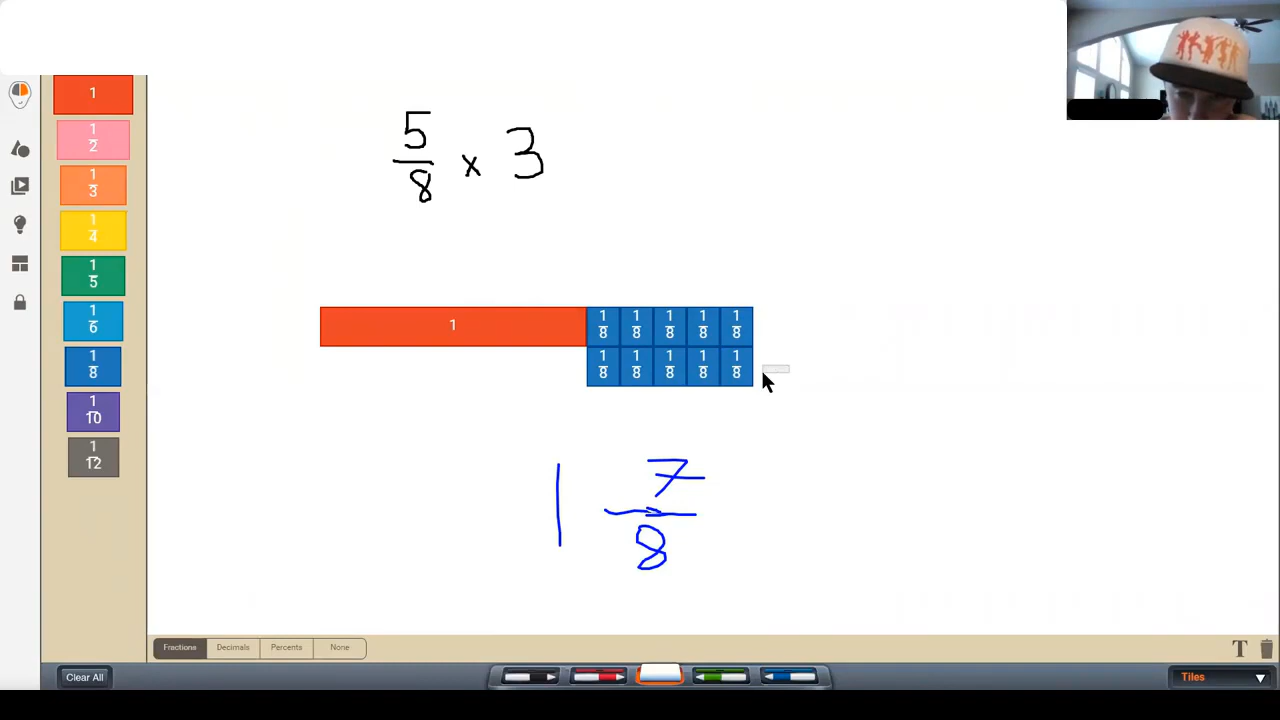 1
1/2
1/3
1/4
1/5
1/6
1/8
1/10
1/12
5/8 x 3
1 1/8 1/8 1/8 1/8 1/8
1/8 1/8 1/8 1/8 1/8
1 7/8
Fractions Decimals Percents None
T
Clear All
Tiles